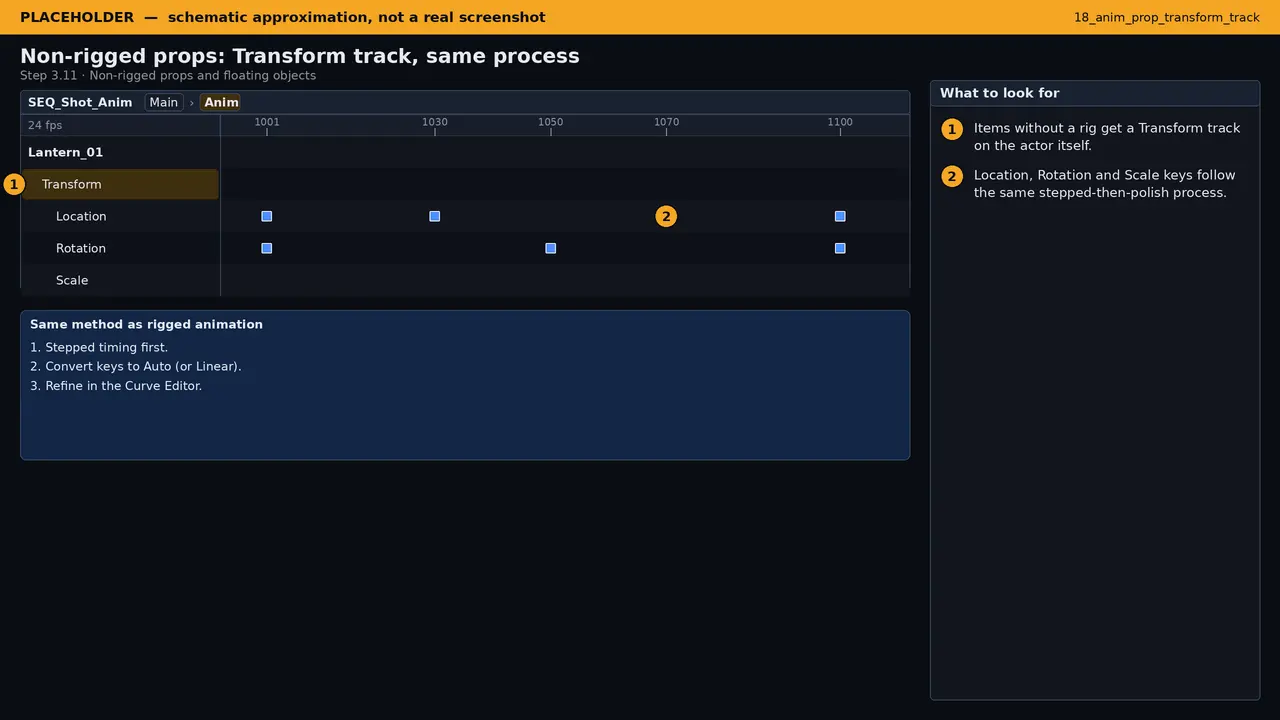 PLACEHOLDER — schematic approximation, not a real screenshot
18_anim_prop_transform_track
Non-rigged props: Transform track, same process
Step 3.11 · Non-rigged props and floating objects
SEQ_Shot_Anim Main › Anim
24 fps 1001 1030 1050 1070 1100
Lantern_01
1 Transform
Location 2
Rotation
Scale
Same method as rigged animation
1. Stepped timing first.
2. Convert keys to Auto (or Linear).
3. Refine in the Curve Editor.
What to look for
1 Items without a rig get a Transform track
on the actor itself.
2 Location, Rotation and Scale keys follow
the same stepped-then-polish process.